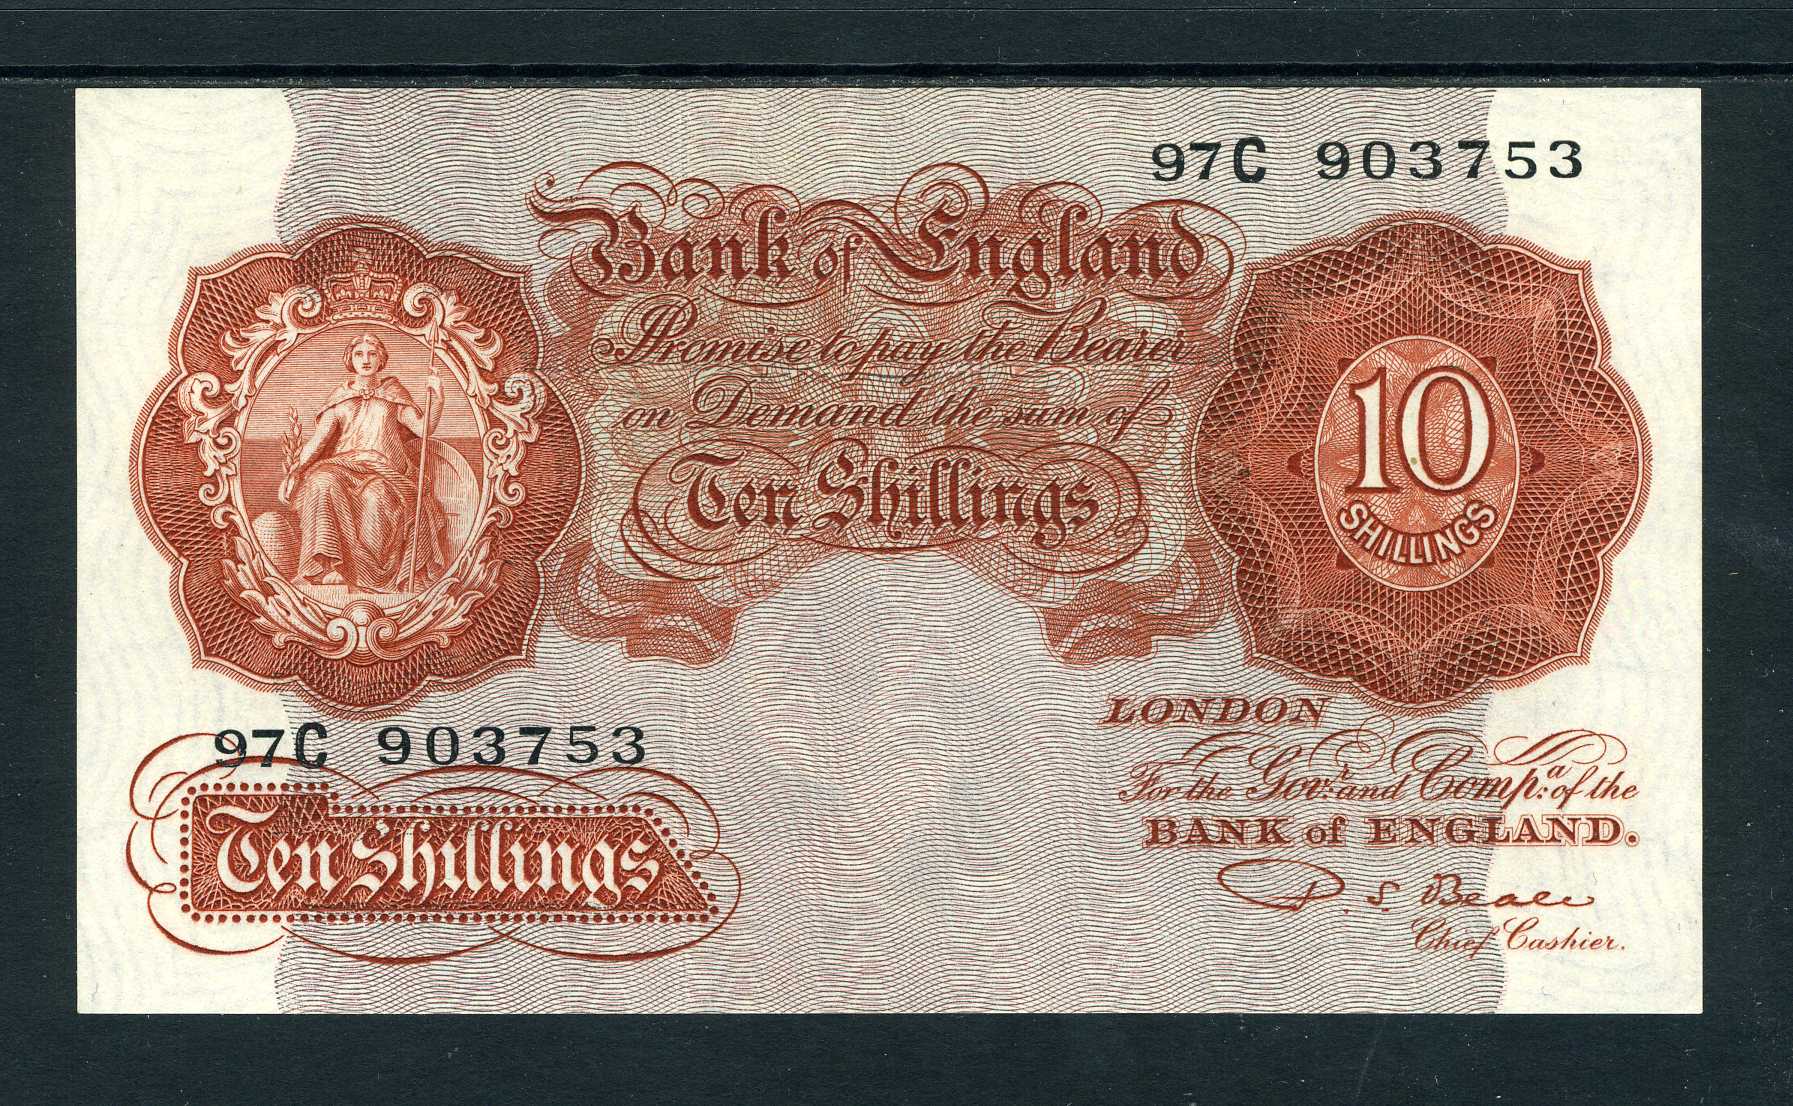 97C 903753
Bank of England
Promise to pay the Bearer
on Demand the sum of
Ten Shillings
10
SHILLINGS
LONDON
97C 903753
For the Govr. and Compa. of the
BANK of ENGLAND.
Ten Shillings
P. S. Beale
Chief Cashier.